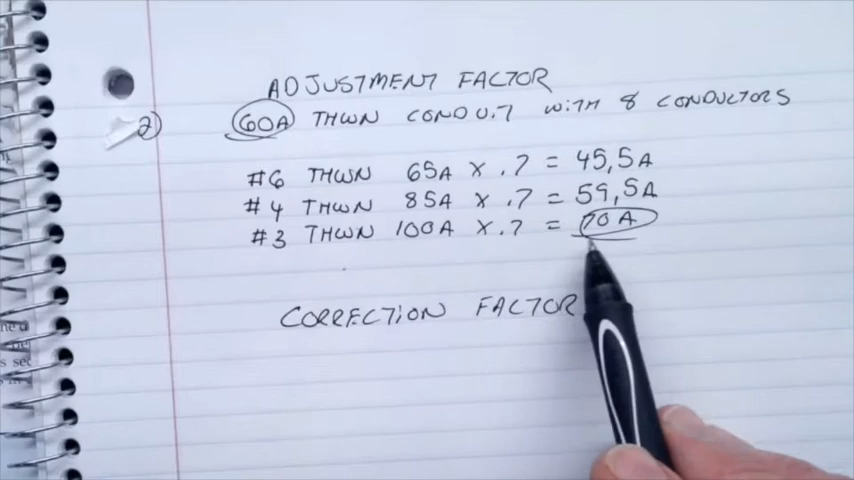 ADJUSTMENT FACTOR
2) 60A THWN CONDUIT WITH 8 CONDUCTORS
#6 THWN 65A X .7 = 45,5A
#4 THWN 85A X .7 = 59,5A
#3 THWN 100A X .7 = 70A
CORRECTION FACTOR